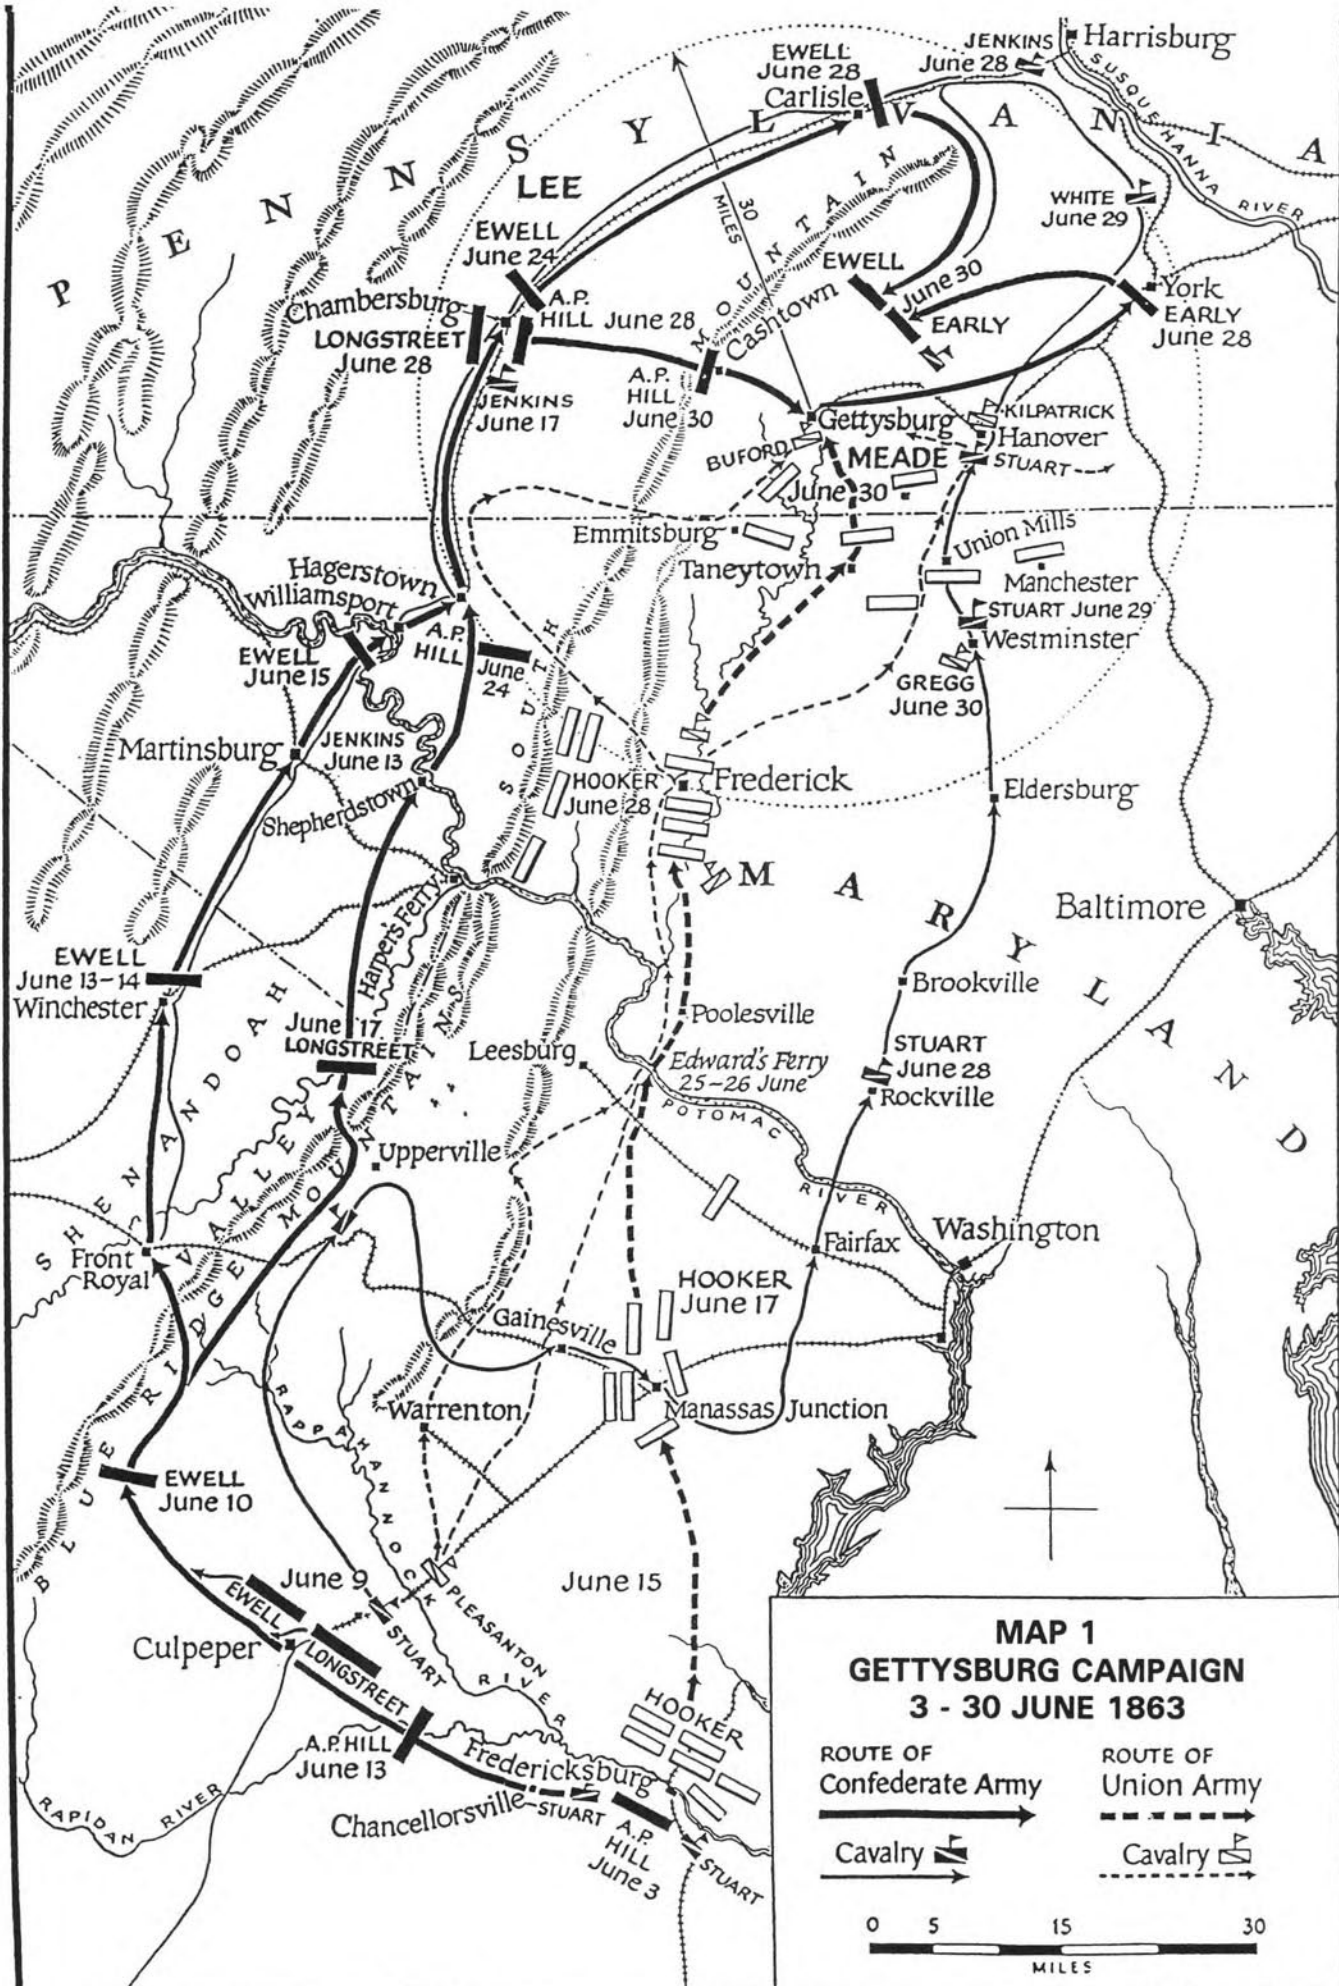 EWELL
June 28
Carlisle
JENKINS
June 28
Harrisburg
SUSQUEHANNA
RIVER
PENNSYLVANIA
LEE
30
MILES
WHITE
June 29
EWELL
June 24
Chambersburg
LONGSTREET
June 28
A.P.
HILL June 28
JENKINS
June 17
MOUNTAIN
Cashtown
EWELL
June 30
EARLY
York
EARLY
June 28
A.P.
HILL
June 30
Gettysburg
BUFORD
MEADE
June 30
KILPATRICK
Hanover
STUART
Emmitsburg
Taneytown
Union Mills
Manchester
STUART June 29
Westminster
GREGG
June 30
Hagerstown
Williamsport
EWELL
June 15
A.P.
HILL
June
24
SOUTH
Martinsburg
JENKINS
June 13
Shepherdstown
HOOKER
June 28
Frederick
Eldersburg
MARYLAND
Baltimore
Harper's Ferry
EWELL
June 13-14
Winchester
June 17
LONGSTREET
Leesburg
Poolesville
Edward's Ferry
25-26 June
POTOMAC
RIVER
Brookville
STUART
June 28
Rockville
SHENANDOAH
VALLEY
Upperville
BLUE RIDGE MOUNTAINS
Front
Royal
Fairfax
Washington
HOOKER
June 17
Gainesville
Manassas Junction
Warrenton
RAPPAHANNOCK
RIVER
EWELL
June 10
June 9
EWELL
PLEASANTON
June 15
STUART
Culpeper
LONGSTREET
A.P. HILL
June 13
HOOKER
Fredericksburg
Chancellorsville
STUART
A.P.
HILL
June 3
STUART
RAPIDAN RIVER
MAP 1
GETTYSBURG CAMPAIGN
3 - 30 JUNE 1863
ROUTE OF
Confederate Army
Cavalry
ROUTE OF
Union Army
Cavalry
0 5 15 30
MILES